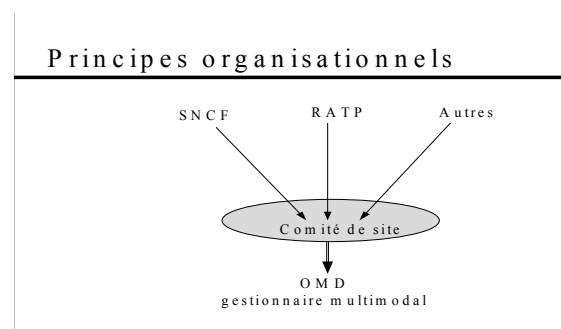 Principes organisationnels
SNCF RATP Autres
Comité de site
OMD
gestionnaire multimodal